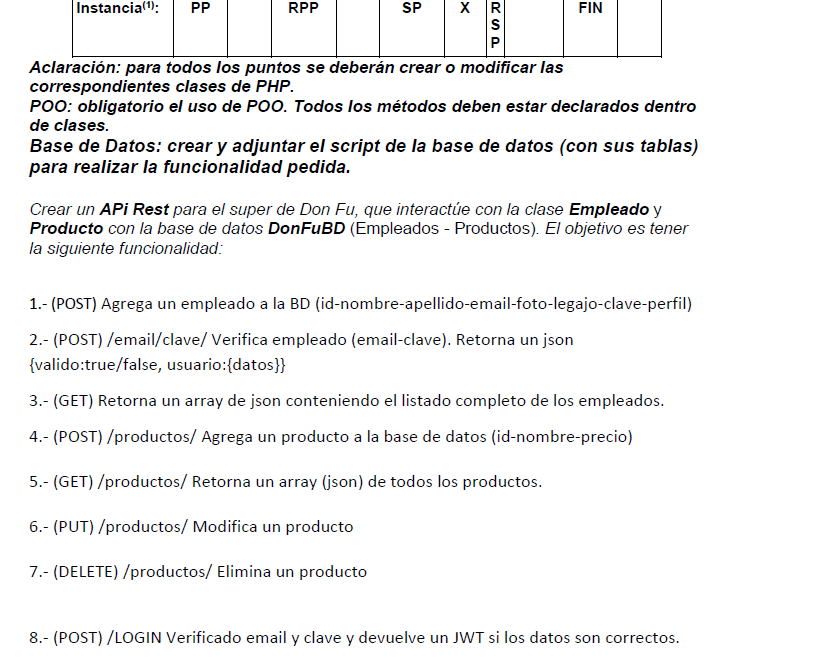 Instancia(1): PP RPP SP X R S P FIN
Aclaración: para todos los puntos se deberán crear o modificar las
correspondientes clases de PHP.
POO: obligatorio el uso de POO. Todos los métodos deben estar declarados dentro
de clases.
Base de Datos: crear y adjuntar el script de la base de datos (con sus tablas)
para realizar la funcionalidad pedida.
Crear un APi Rest para el super de Don Fu, que interactúe con la clase Empleado y
Producto con la base de datos DonFuBD (Empleados - Productos). El objetivo es tener
la siguiente funcionalidad:
1.- (POST) Agrega un empleado a la BD (id-nombre-apellido-email-foto-legajo-clave-perfil)
2.- (POST) /email/clave/ Verifica empleado (email-clave). Retorna un json
{valido:true/false, usuario:{datos}}
3.- (GET) Retorna un array de json conteniendo el listado completo de los empleados.
4.- (POST) /productos/ Agrega un producto a la base de datos (id-nombre-precio)
5.- (GET) /productos/ Retorna un array (json) de todos los productos.
6.- (PUT) /productos/ Modifica un producto
7.- (DELETE) /productos/ Elimina un producto
8.- (POST) /LOGIN Verificado email y clave y devuelve un JWT si los datos son correctos.